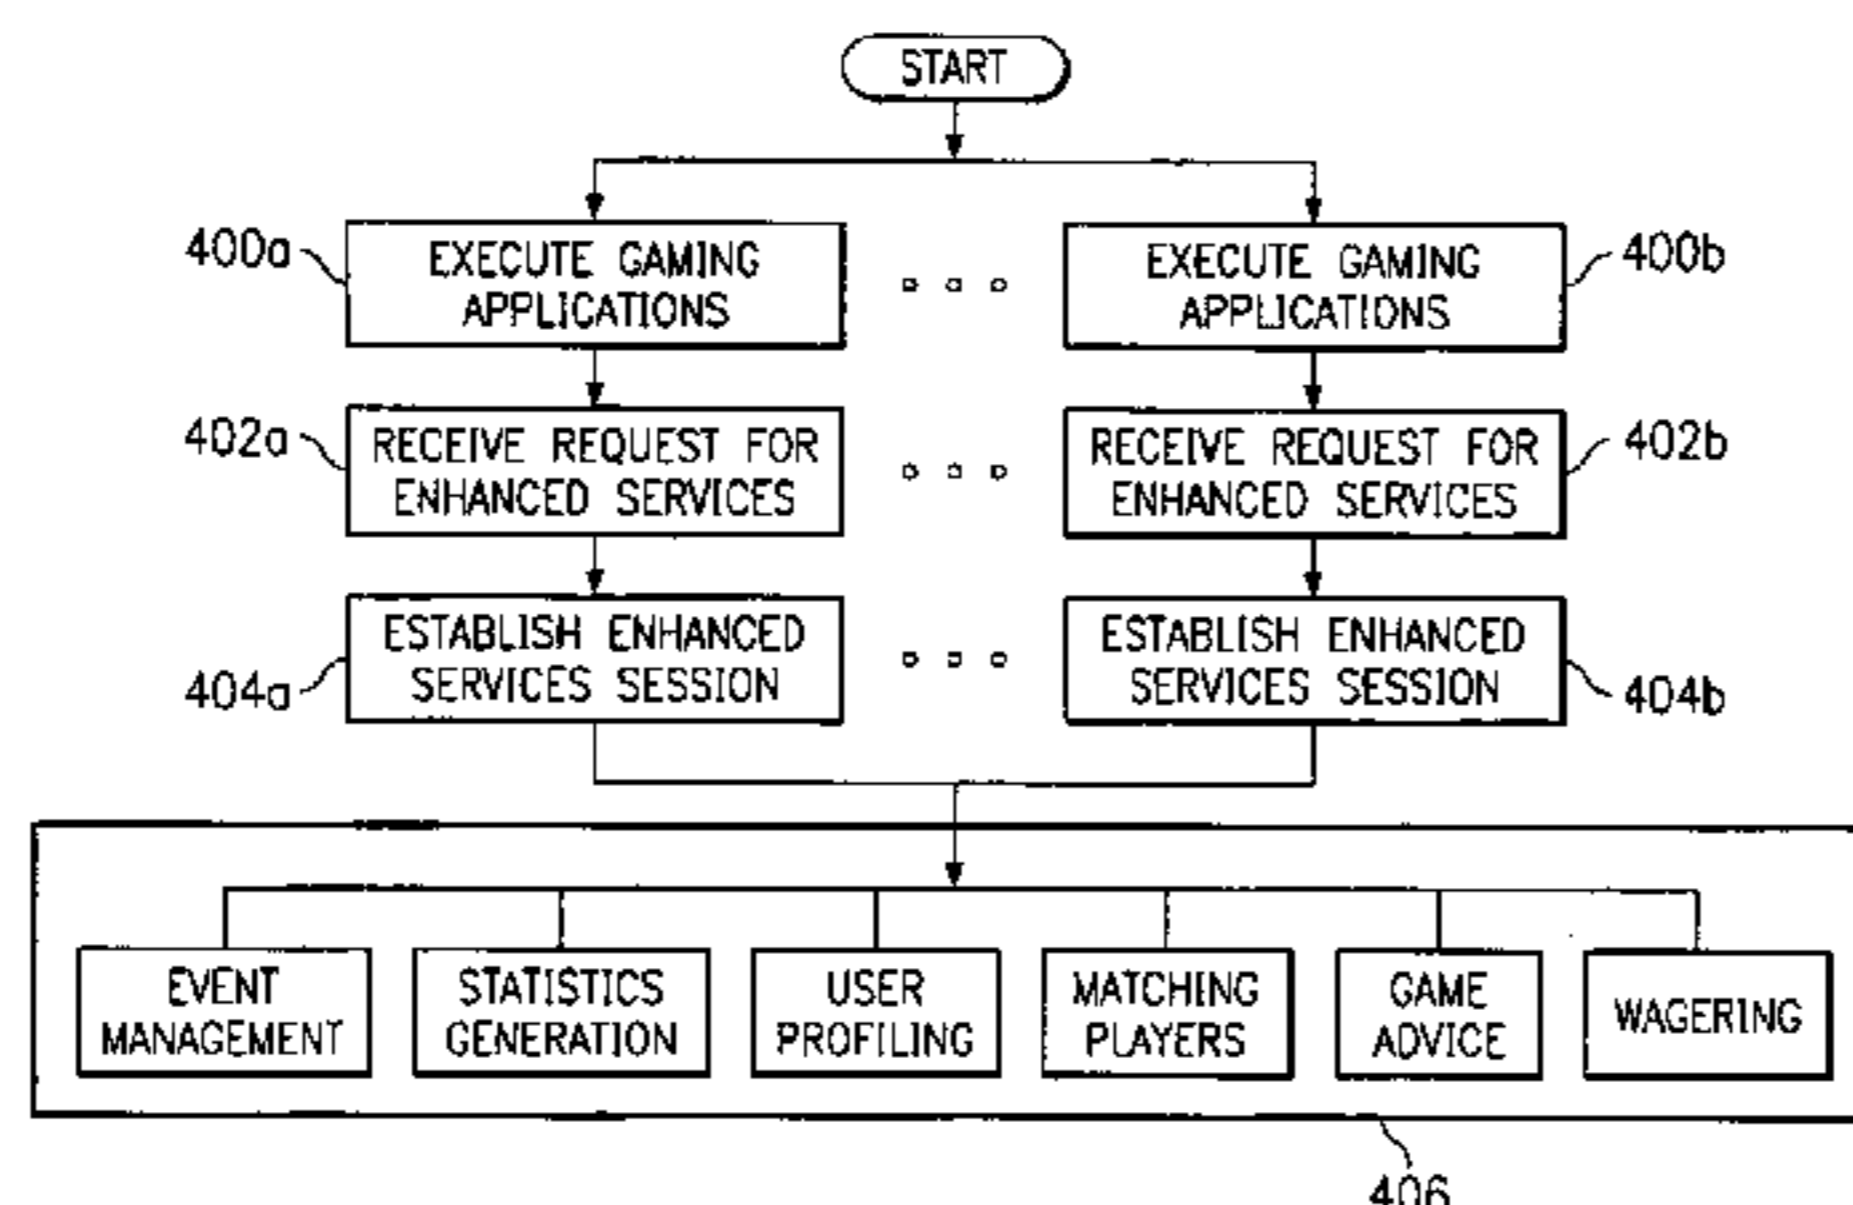 START
400a
EXECUTE GAMING
APPLICATIONS
EXECUTE GAMING
APPLICATIONS
400b
402a
RECEIVE REQUEST FOR
ENHANCED SERVICES
RECEIVE REQUEST FOR
ENHANCED SERVICES
402b
404a
ESTABLISH ENHANCED
SERVICES SESSION
ESTABLISH ENHANCED
SERVICES SESSION
404b
EVENT
MANAGEMENT
STATISTICS
GENERATION
USER
PROFILING
MATCHING
PLAYERS
GAME
ADVICE
WAGERING
406